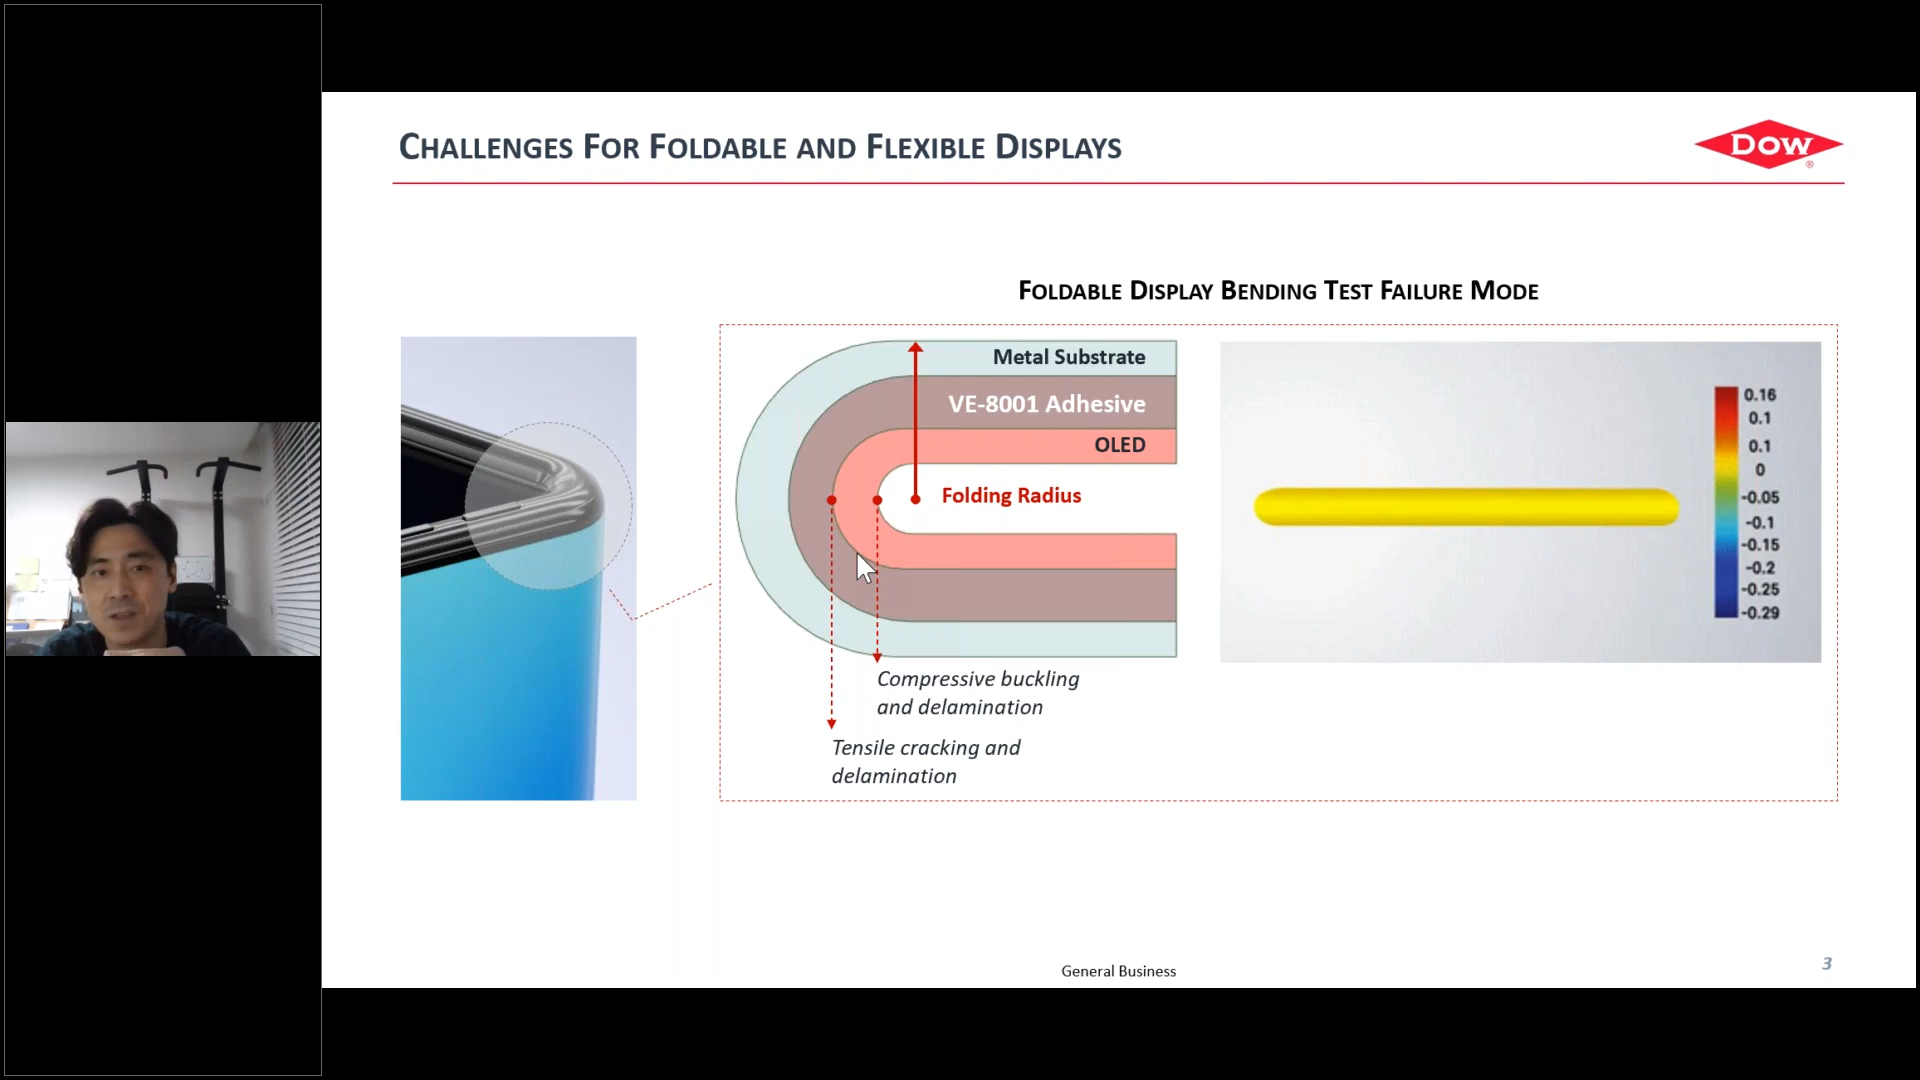 CHALLENGES FOR FOLDABLE AND FLEXIBLE DISPLAYS
DOW
®
FOLDABLE DISPLAY BENDING TEST FAILURE MODE
Metal Substrate
VE-8001 Adhesive
OLED
Folding Radius
Compressive buckling
and delamination
Tensile cracking and
delamination
0.16
0.1
0.1
0
-0.05
-0.1
-0.15
-0.2
-0.25
-0.29
General Business
3